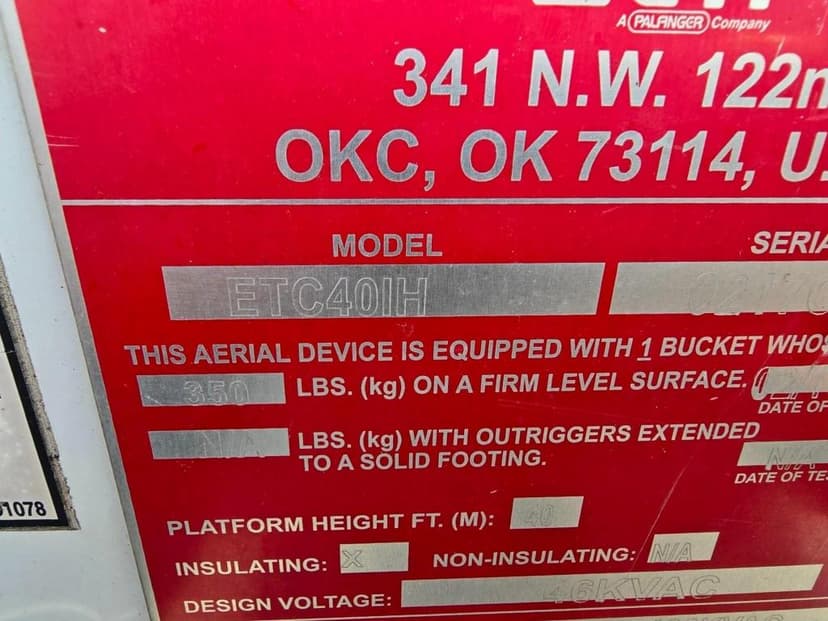 A PALFINGER Company
341 N.W. 122n
OKC, OK 73114, U.
MODEL
SERIA
ETC40IH
THIS AERIAL DEVICE IS EQUIPPED WITH 1 BUCKET WHOS
350 LBS. (kg) ON A FIRM LEVEL SURFACE.
DATE OF
N/A LBS. (kg) WITH OUTRIGGERS EXTENDED
TO A SOLID FOOTING.
N/A
DATE OF TES
01078
PLATFORM HEIGHT FT. (M): 40
INSULATING: X NON-INSULATING: N/A
DESIGN VOLTAGE: 46KVAC